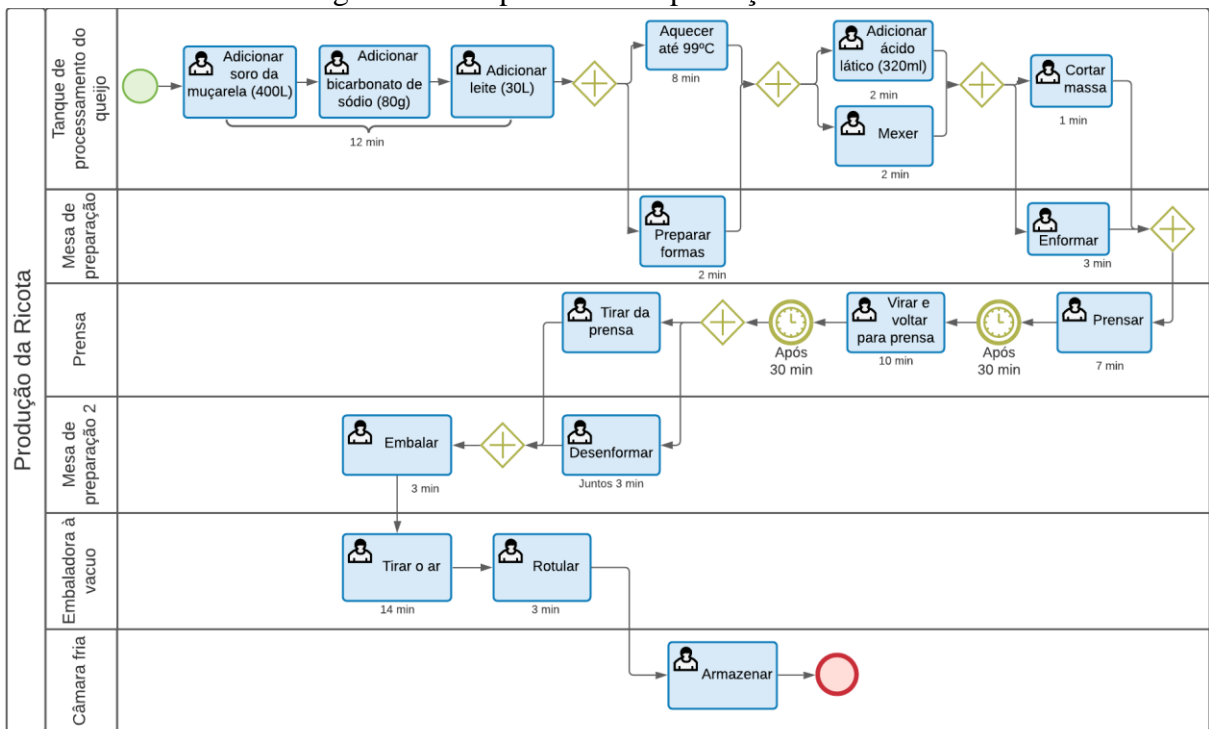 Produção da Ricota
Tanque de
processamento do
queijo
Adicionar
soro da
muçarela (400L)
Adicionar
bicarbonato de
sódio (80g)
Adicionar
leite (30L)
12 min
Aquecer
até 99ºC
8 min
Adicionar
ácido
lático (320ml)
2 min
Mexer
2 min
Cortar
massa
1 min
Mesa de
preparação
Preparar
formas
2 min
Enformar
3 min
Prensa
Tirar da
prensa
Após
30 min
Virar e
voltar
para prensa
10 min
Após
30 min
Prensar
7 min
Mesa de
preparação 2
Embalar
3 min
Desenformar
Juntos 3 min
Embaladora à
vacuo
Tirar o ar
14 min
Rotular
3 min
Câmara fria
Armazenar